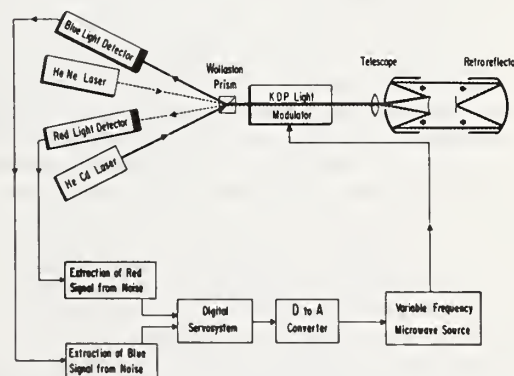 Blue Light Detector
He Ne Laser
Red Light Detector
He Cd Laser
Wollaston
Prism
KDP Light
Modulator
Telescope
Retroreflector
Extraction of Red
Signal from Noise
Extraction of Blue
Signal from Noise
Digital
Servosystem
D to A
Converter
Variable Frequency
Microwave Source